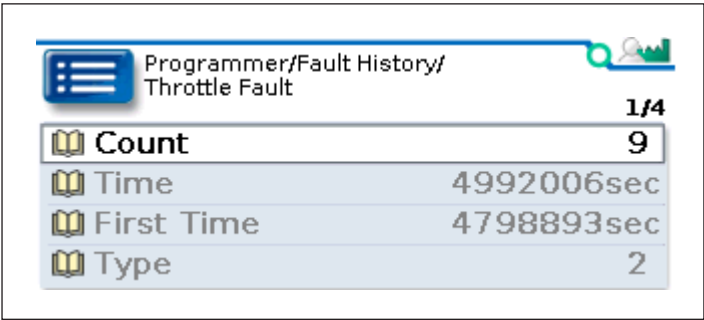 Programmer/Fault History/
Throttle Fault
1/4
Count 9
Time 4992006sec
First Time 4798893sec
Type 2